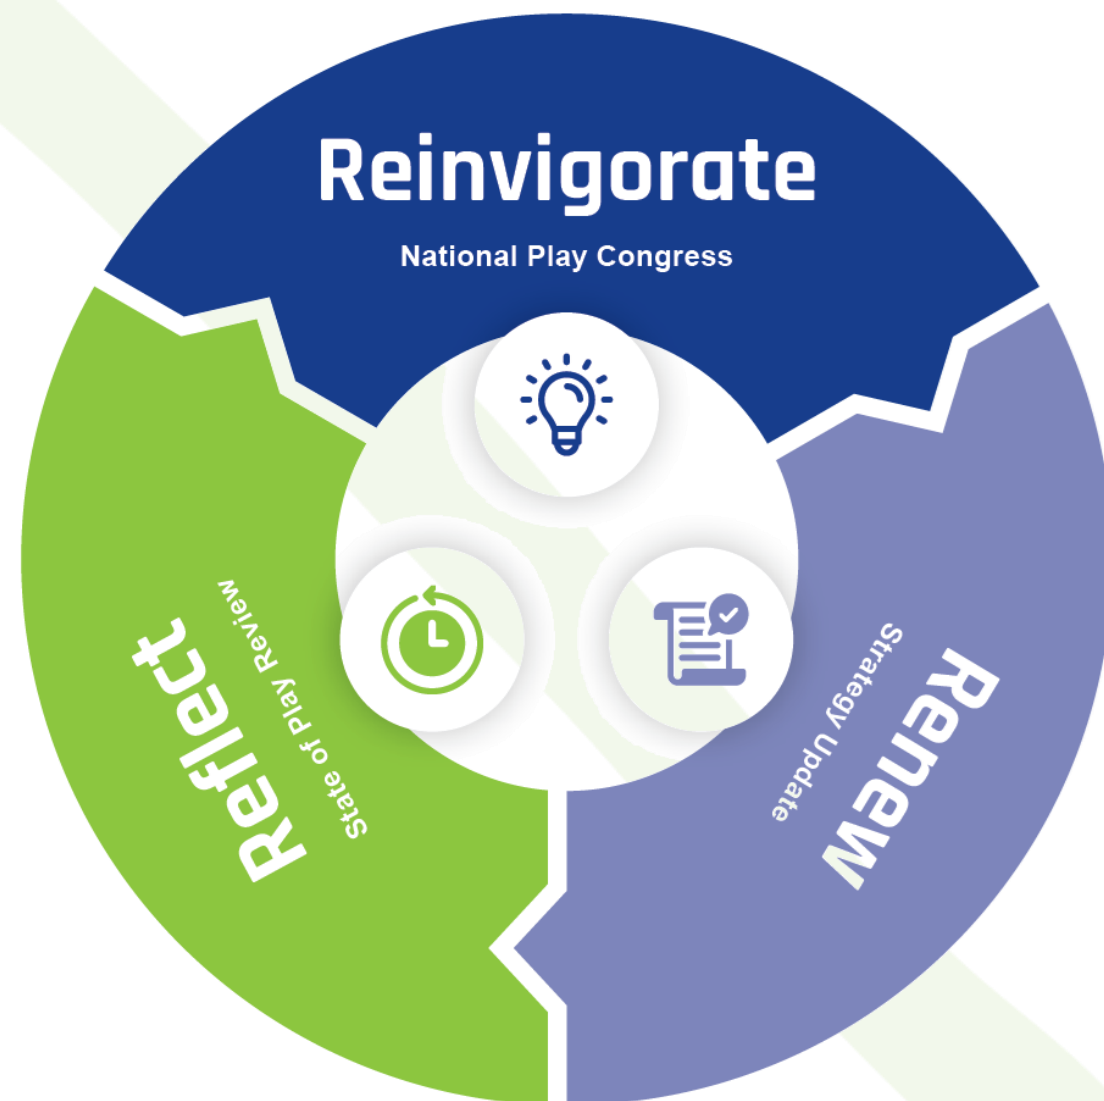 Reinvigorate
National Play Congress
Renew
Strategy Update
Reflect
State of Play Review